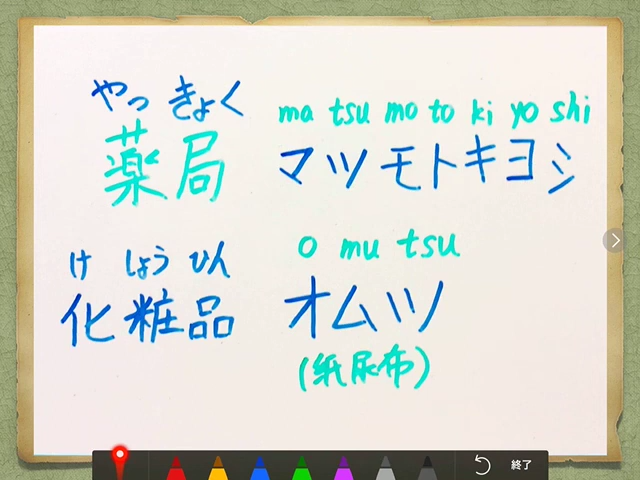 やっ きょく
薬局
ma tsu mo to ki yo shi
マツモトキヨシ
け しょう ひん
化粧品
o mu tsu
オムツ
(紙尿布)
終了